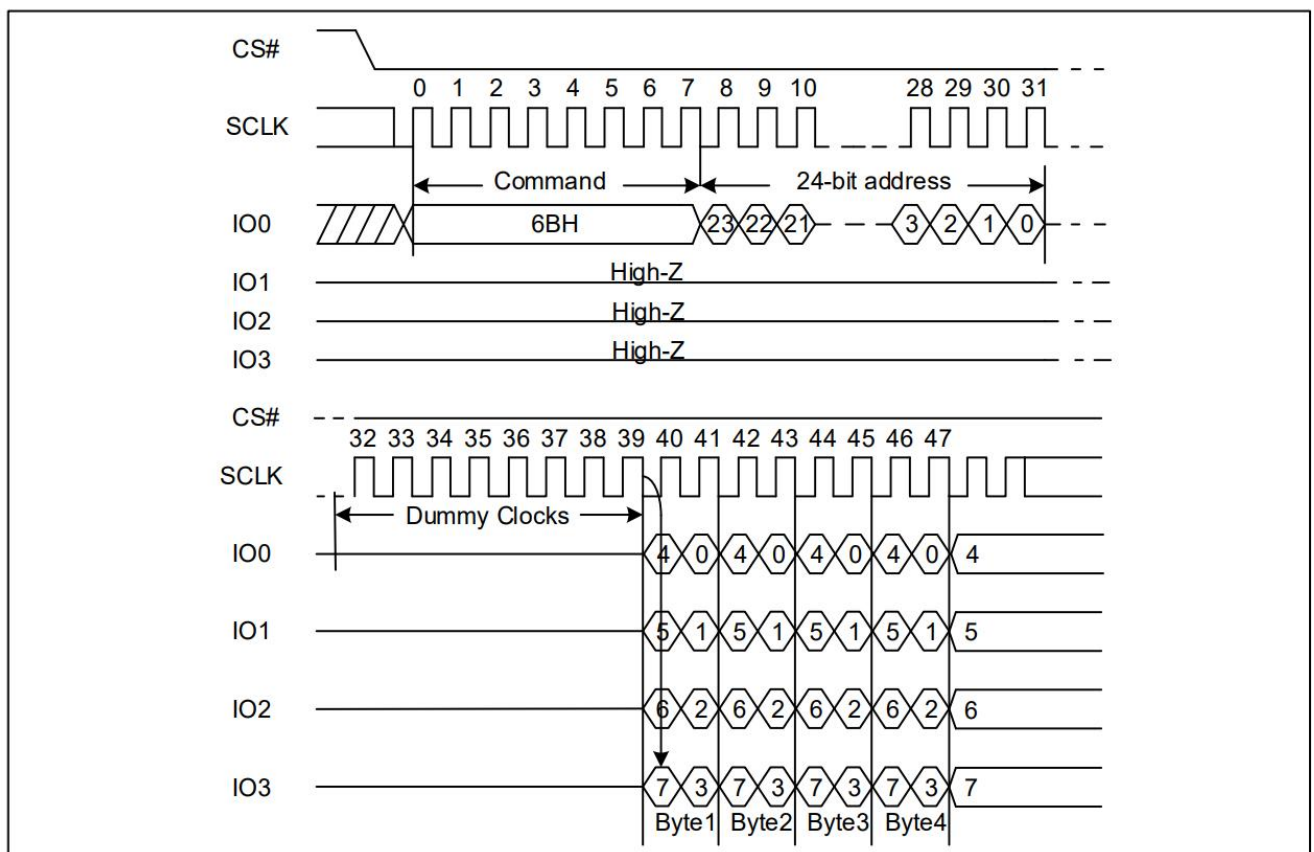 CS#
0 1 2 3 4 5 6 7 8 9 10 28 29 30 31
SCLK
Command 24-bit address
IO0 6BH 23 22 21 3 2 1 0
IO1 High-Z
IO2 High-Z
IO3 High-Z
CS#
32 33 34 35 36 37 38 39 40 41 42 43 44 45 46 47
SCLK
Dummy Clocks
IO0 4 0 4 0 4 0 4 0 4
IO1 5 1 5 1 5 1 5 1 5
IO2 6 2 6 2 6 2 6 2 6
IO3 7 3 7 3 7 3 7 3 7
Byte1 Byte2 Byte3 Byte4